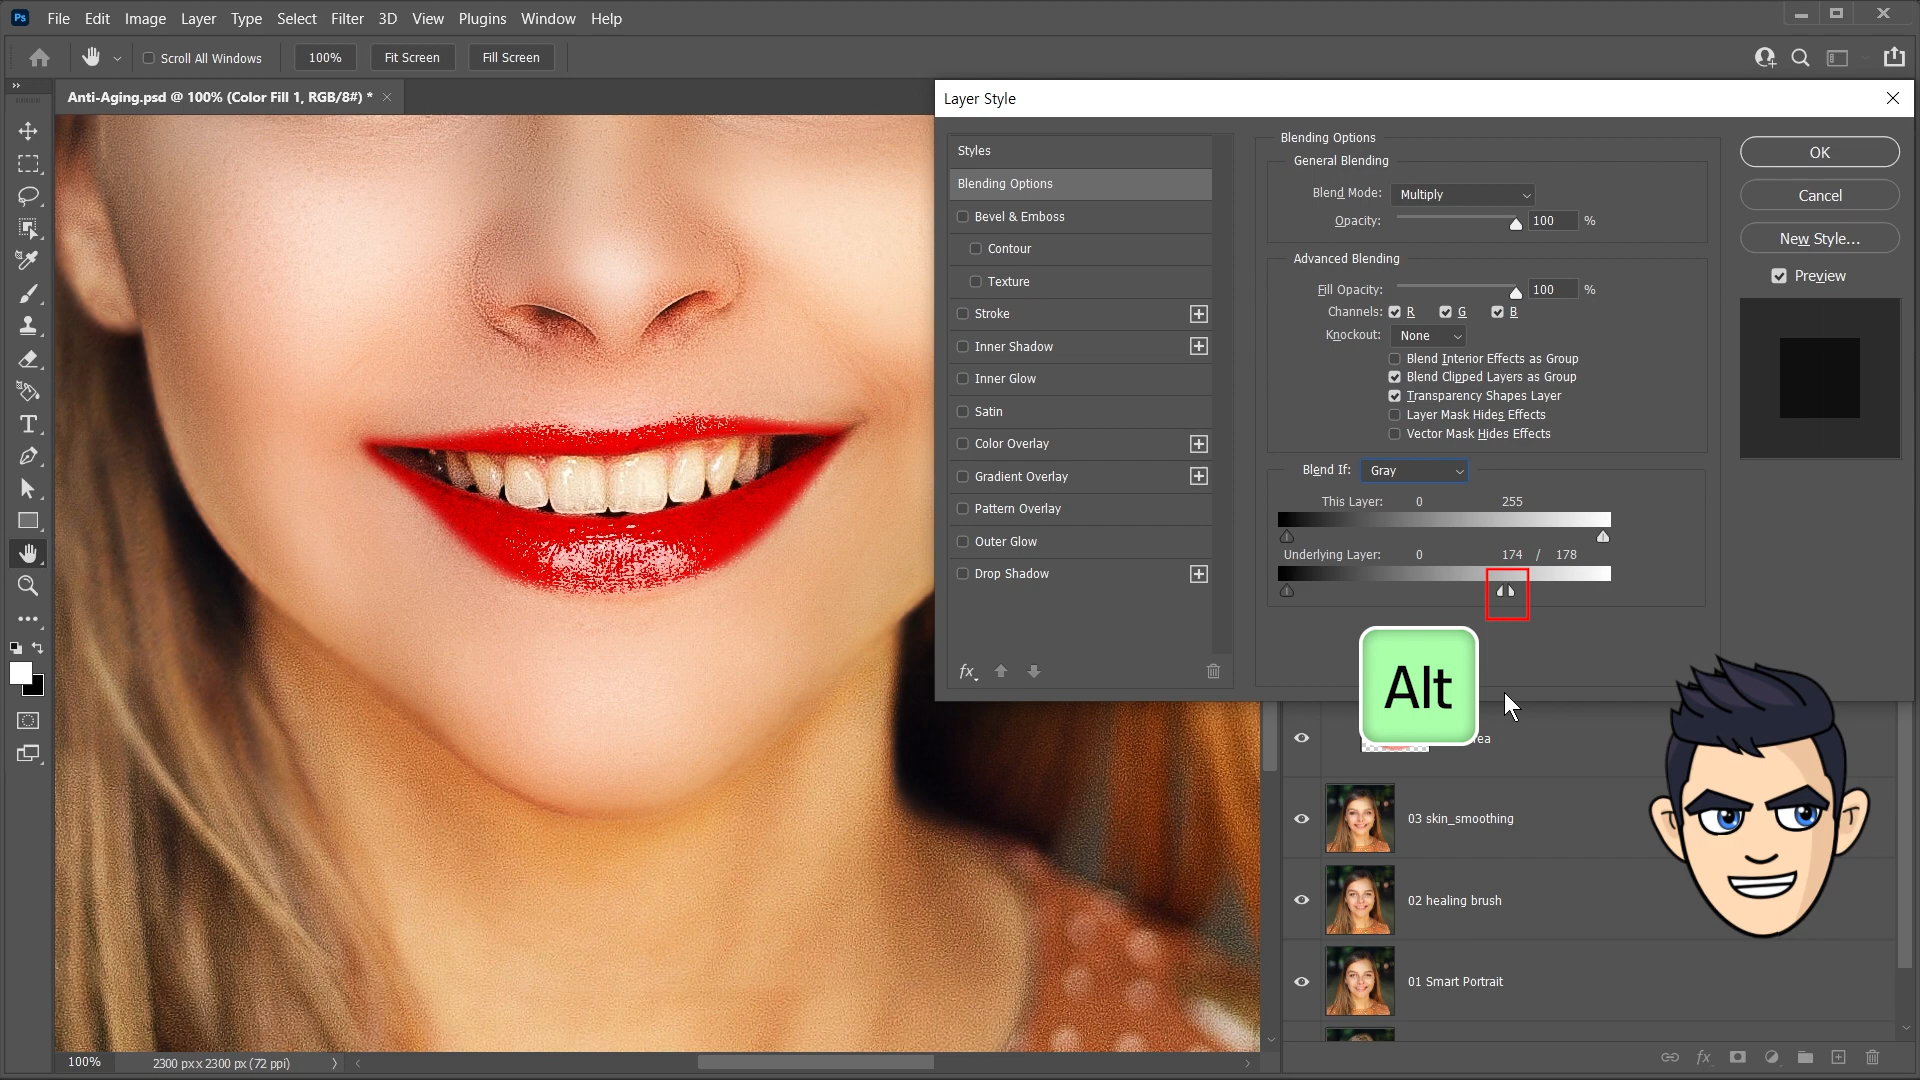 Ps File Edit Image Layer Type Select Filter 3D View Plugins Window Help
Scroll All Windows 100% Fit Screen Fill Screen
Anti-Aging.psd @ 100% (Color Fill 1, RGB/8#) *
Layer Style
Styles
Blending Options
Bevel & Emboss
Contour
Texture
Stroke
Inner Shadow
Inner Glow
Satin
Color Overlay
Gradient Overlay
Pattern Overlay
Outer Glow
Drop Shadow
fx
Blending Options
General Blending
Blend Mode: Multiply
Opacity: 100 %
Advanced Blending
Fill Opacity: 100 %
Channels: R G B
Knockout: None
Blend Interior Effects as Group
Blend Clipped Layers as Group
Transparency Shapes Layer
Layer Mask Hides Effects
Vector Mask Hides Effects
Blend If: Gray
This Layer: 0 255
Underlying Layer: 0 174 / 178
OK
Cancel
New Style...
Preview
Alt
03 skin_smoothing
02 healing brush
01 Smart Portrait
100% 2300 px x 2300 px (72 ppi)
fx